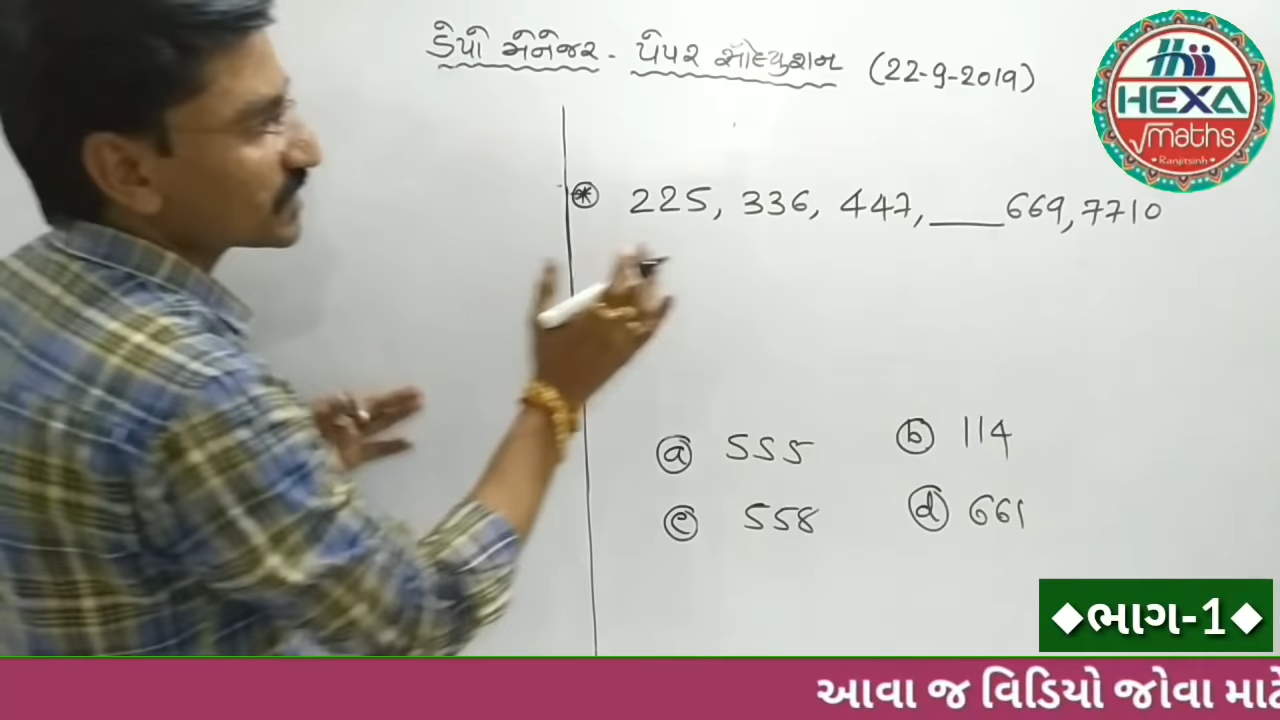 ડેપો મેનેજર - પેપર સૉલ્યુશન (22-9-2019)
HEXA
√maths
Ranjitsinh
* 225, 336, 447, ___ 669, 7710
a 555 b 114
c 558 d 661
◆ભાગ-1◆
આવા જ વિડિયો જોવા માટે